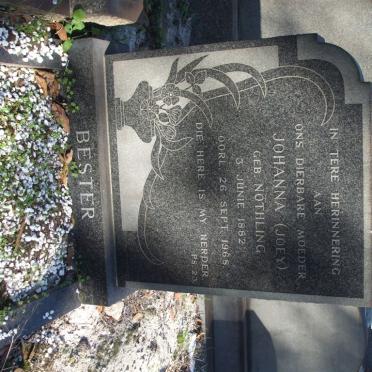 IN TERE HERINNERING
AAN
ONS DIERBARE MOEDER
JOHANNA (JOEY)
GEB. NÖTHLING
3 JUNIE 1882
OORL. 26 SEPT. 1968
DIE HERE IS MY HERDER
PS. 23
BESTER